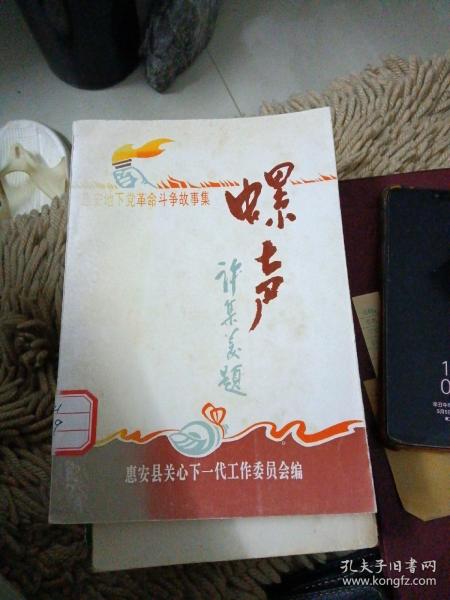 惠安地下党革命斗争故事集
螺声
许集美题
惠安县关心下一代工作委员会编
孔夫子旧书网
www.kongfz.com